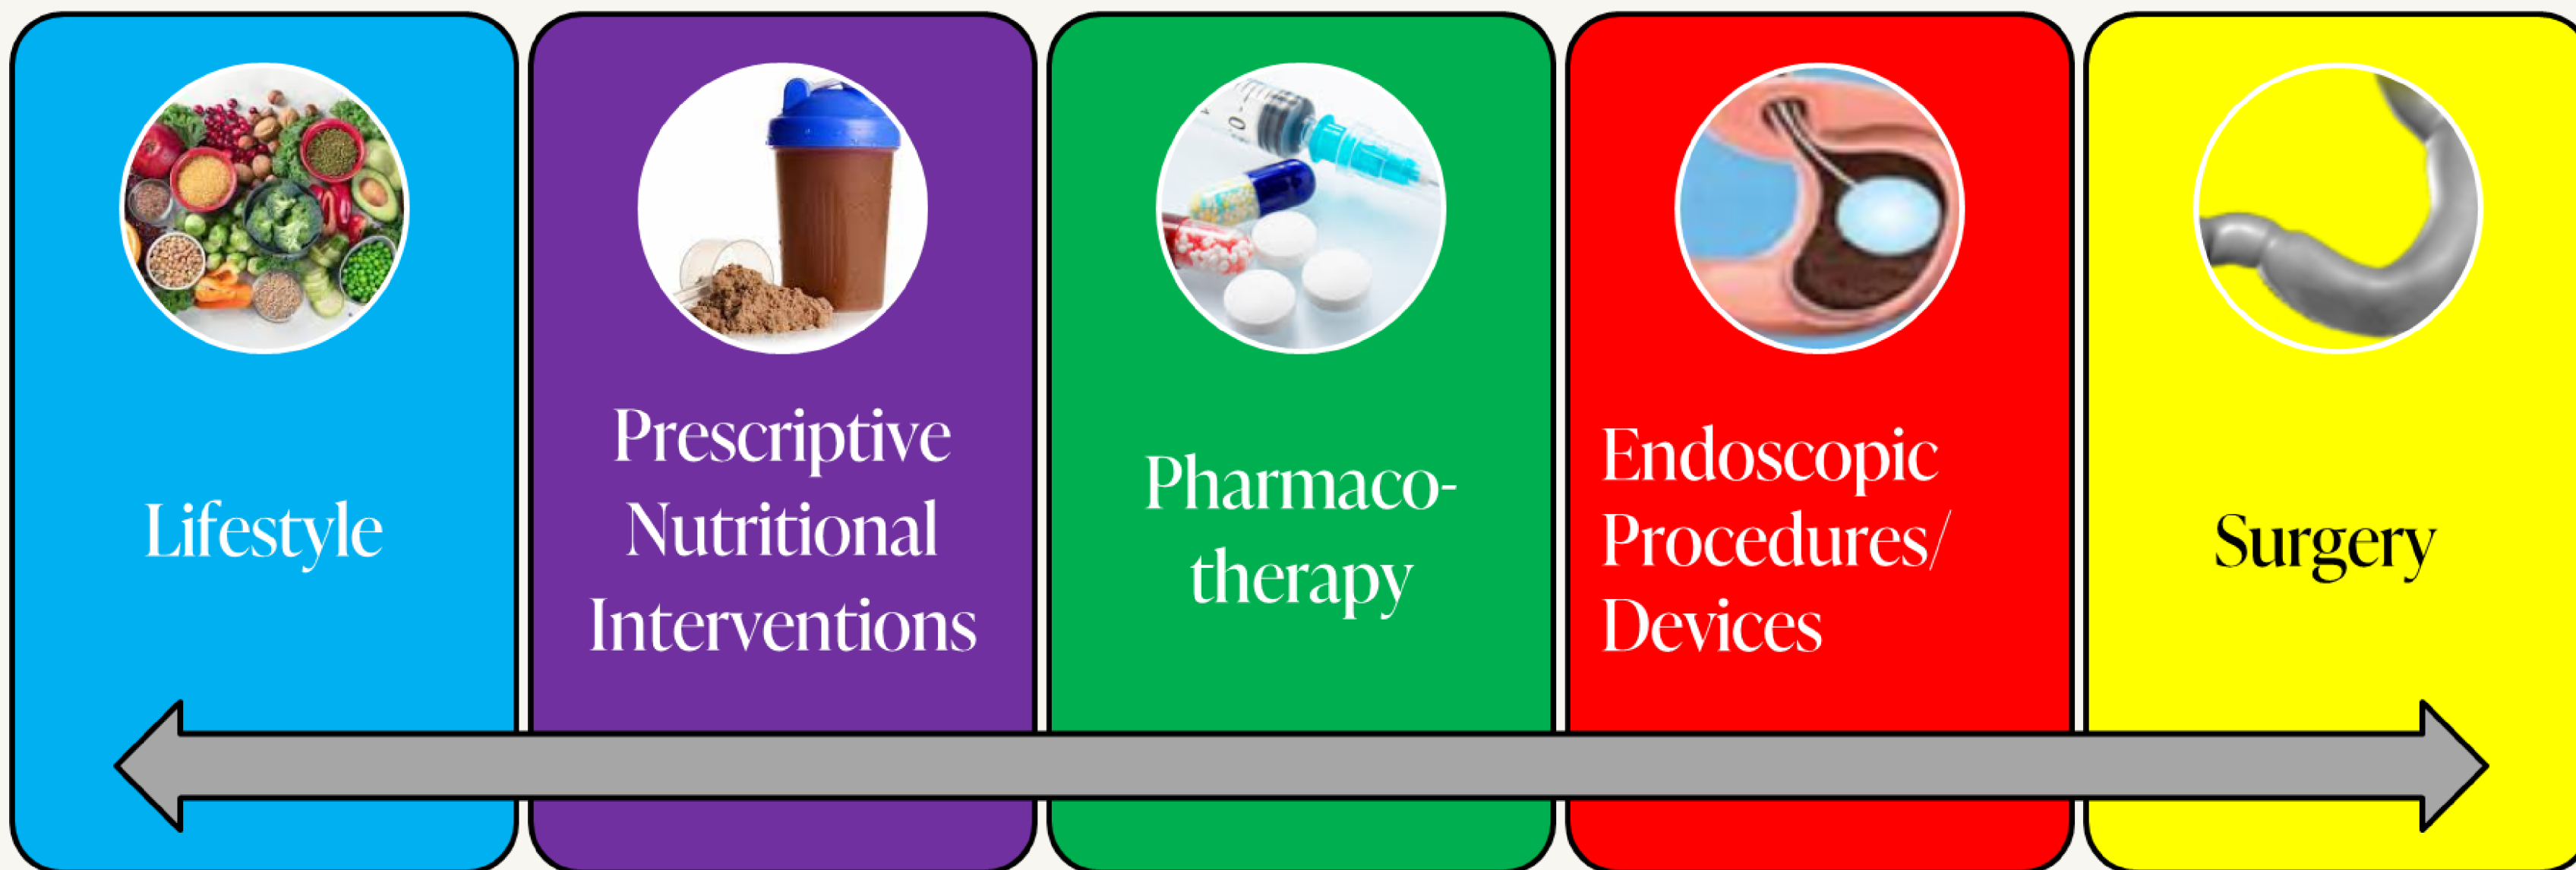 Lifestyle
Prescriptive
Nutritional
Interventions
Pharmaco-
therapy
Endoscopic
Procedures/
Devices
Surgery